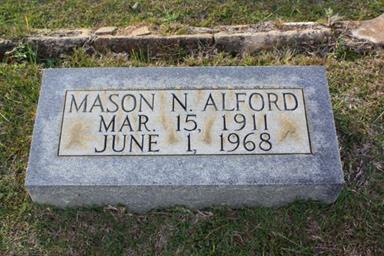 MASON N. ALFORD
MAR. 15, 1911
JUNE 1, 1968